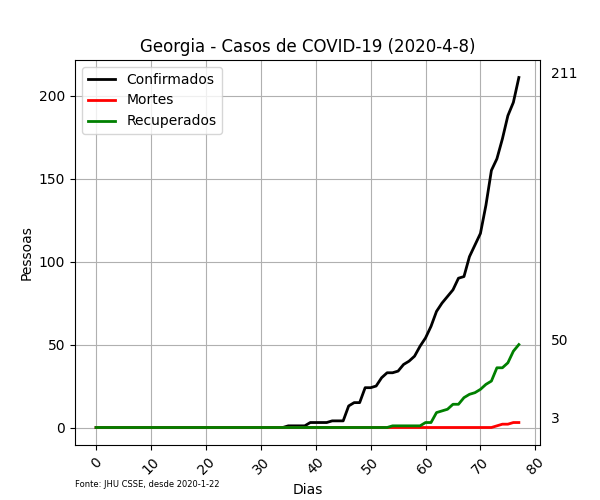 Georgia - Casos de COVID-19 (2020-4-8)
Confirmados
Mortes
Recuperados
211
50
3
200
150
100
50
0
Pessoas
0 10 20 30 40 50 60 70 80
Dias
Fonte: JHU CSSE, desde 2020-1-22